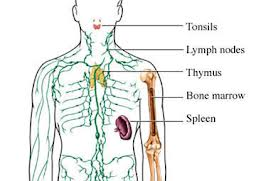 Tonsils
Lymph nodes
Thymus
Bone marrow
Spleen